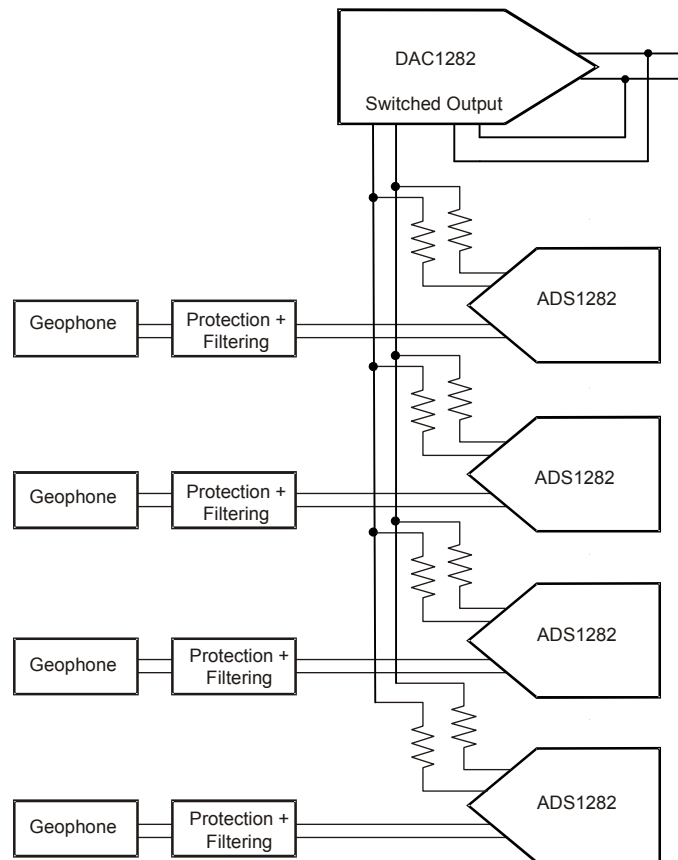 DAC1282
Switched Output
ADS1282
Geophone
Protection +
Filtering
ADS1282
Geophone
Protection +
Filtering
ADS1282
Geophone
Protection +
Filtering
ADS1282
Geophone
Protection +
Filtering